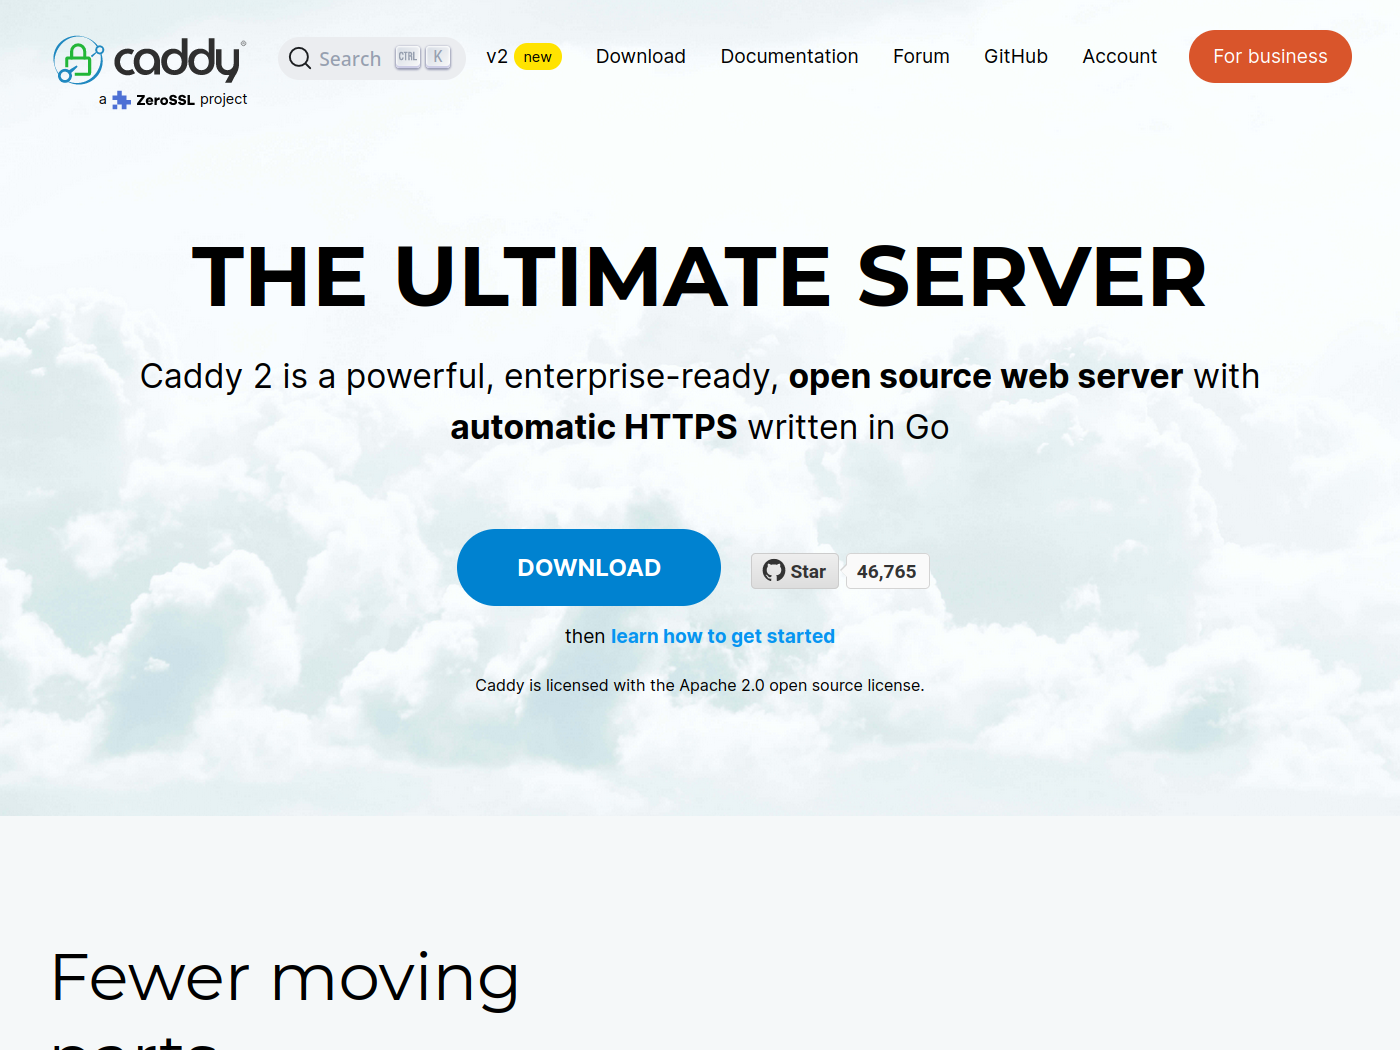 caddy
a ZeroSSL project
Search CTRL K
v2 new Download Documentation Forum GitHub Account For business
THE ULTIMATE SERVER
Caddy 2 is a powerful, enterprise-ready, open source web server with
automatic HTTPS written in Go
DOWNLOAD
Star 46,765
then learn how to get started
Caddy is licensed with the Apache 2.0 open source license.
Fewer moving
parts